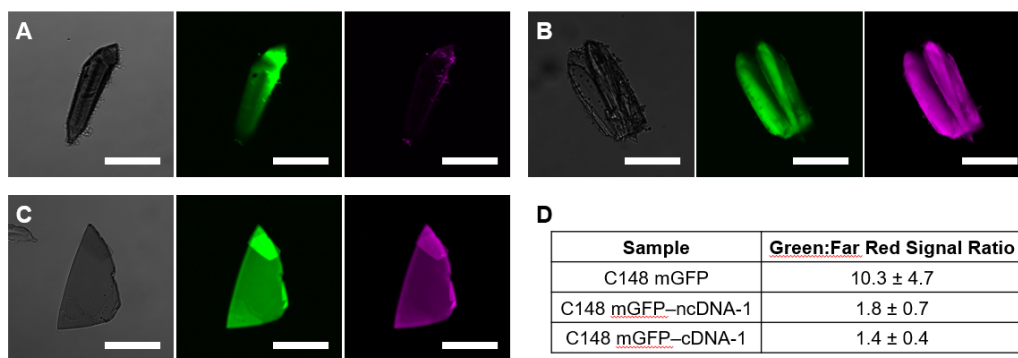 A
B
C
D
Sample Green:Far Red Signal Ratio
C148 mGFP 10.3 ± 4.7
C148 mGFP–ncDNA-1 1.8 ± 0.7
C148 mGFP–cDNA-1 1.4 ± 0.4